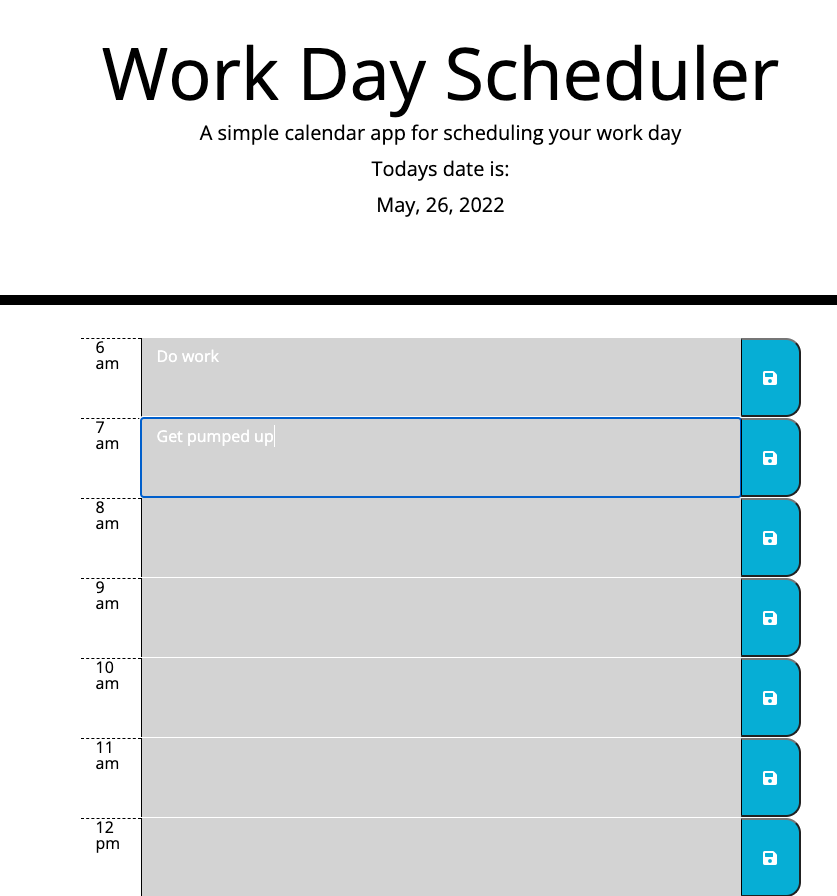 Work Day Scheduler
A simple calendar app for scheduling your work day
Todays date is:
May, 26, 2022
6
am
Do work
7
am
Get pumped up
8
am
9
am
10
am
11
am
12
pm